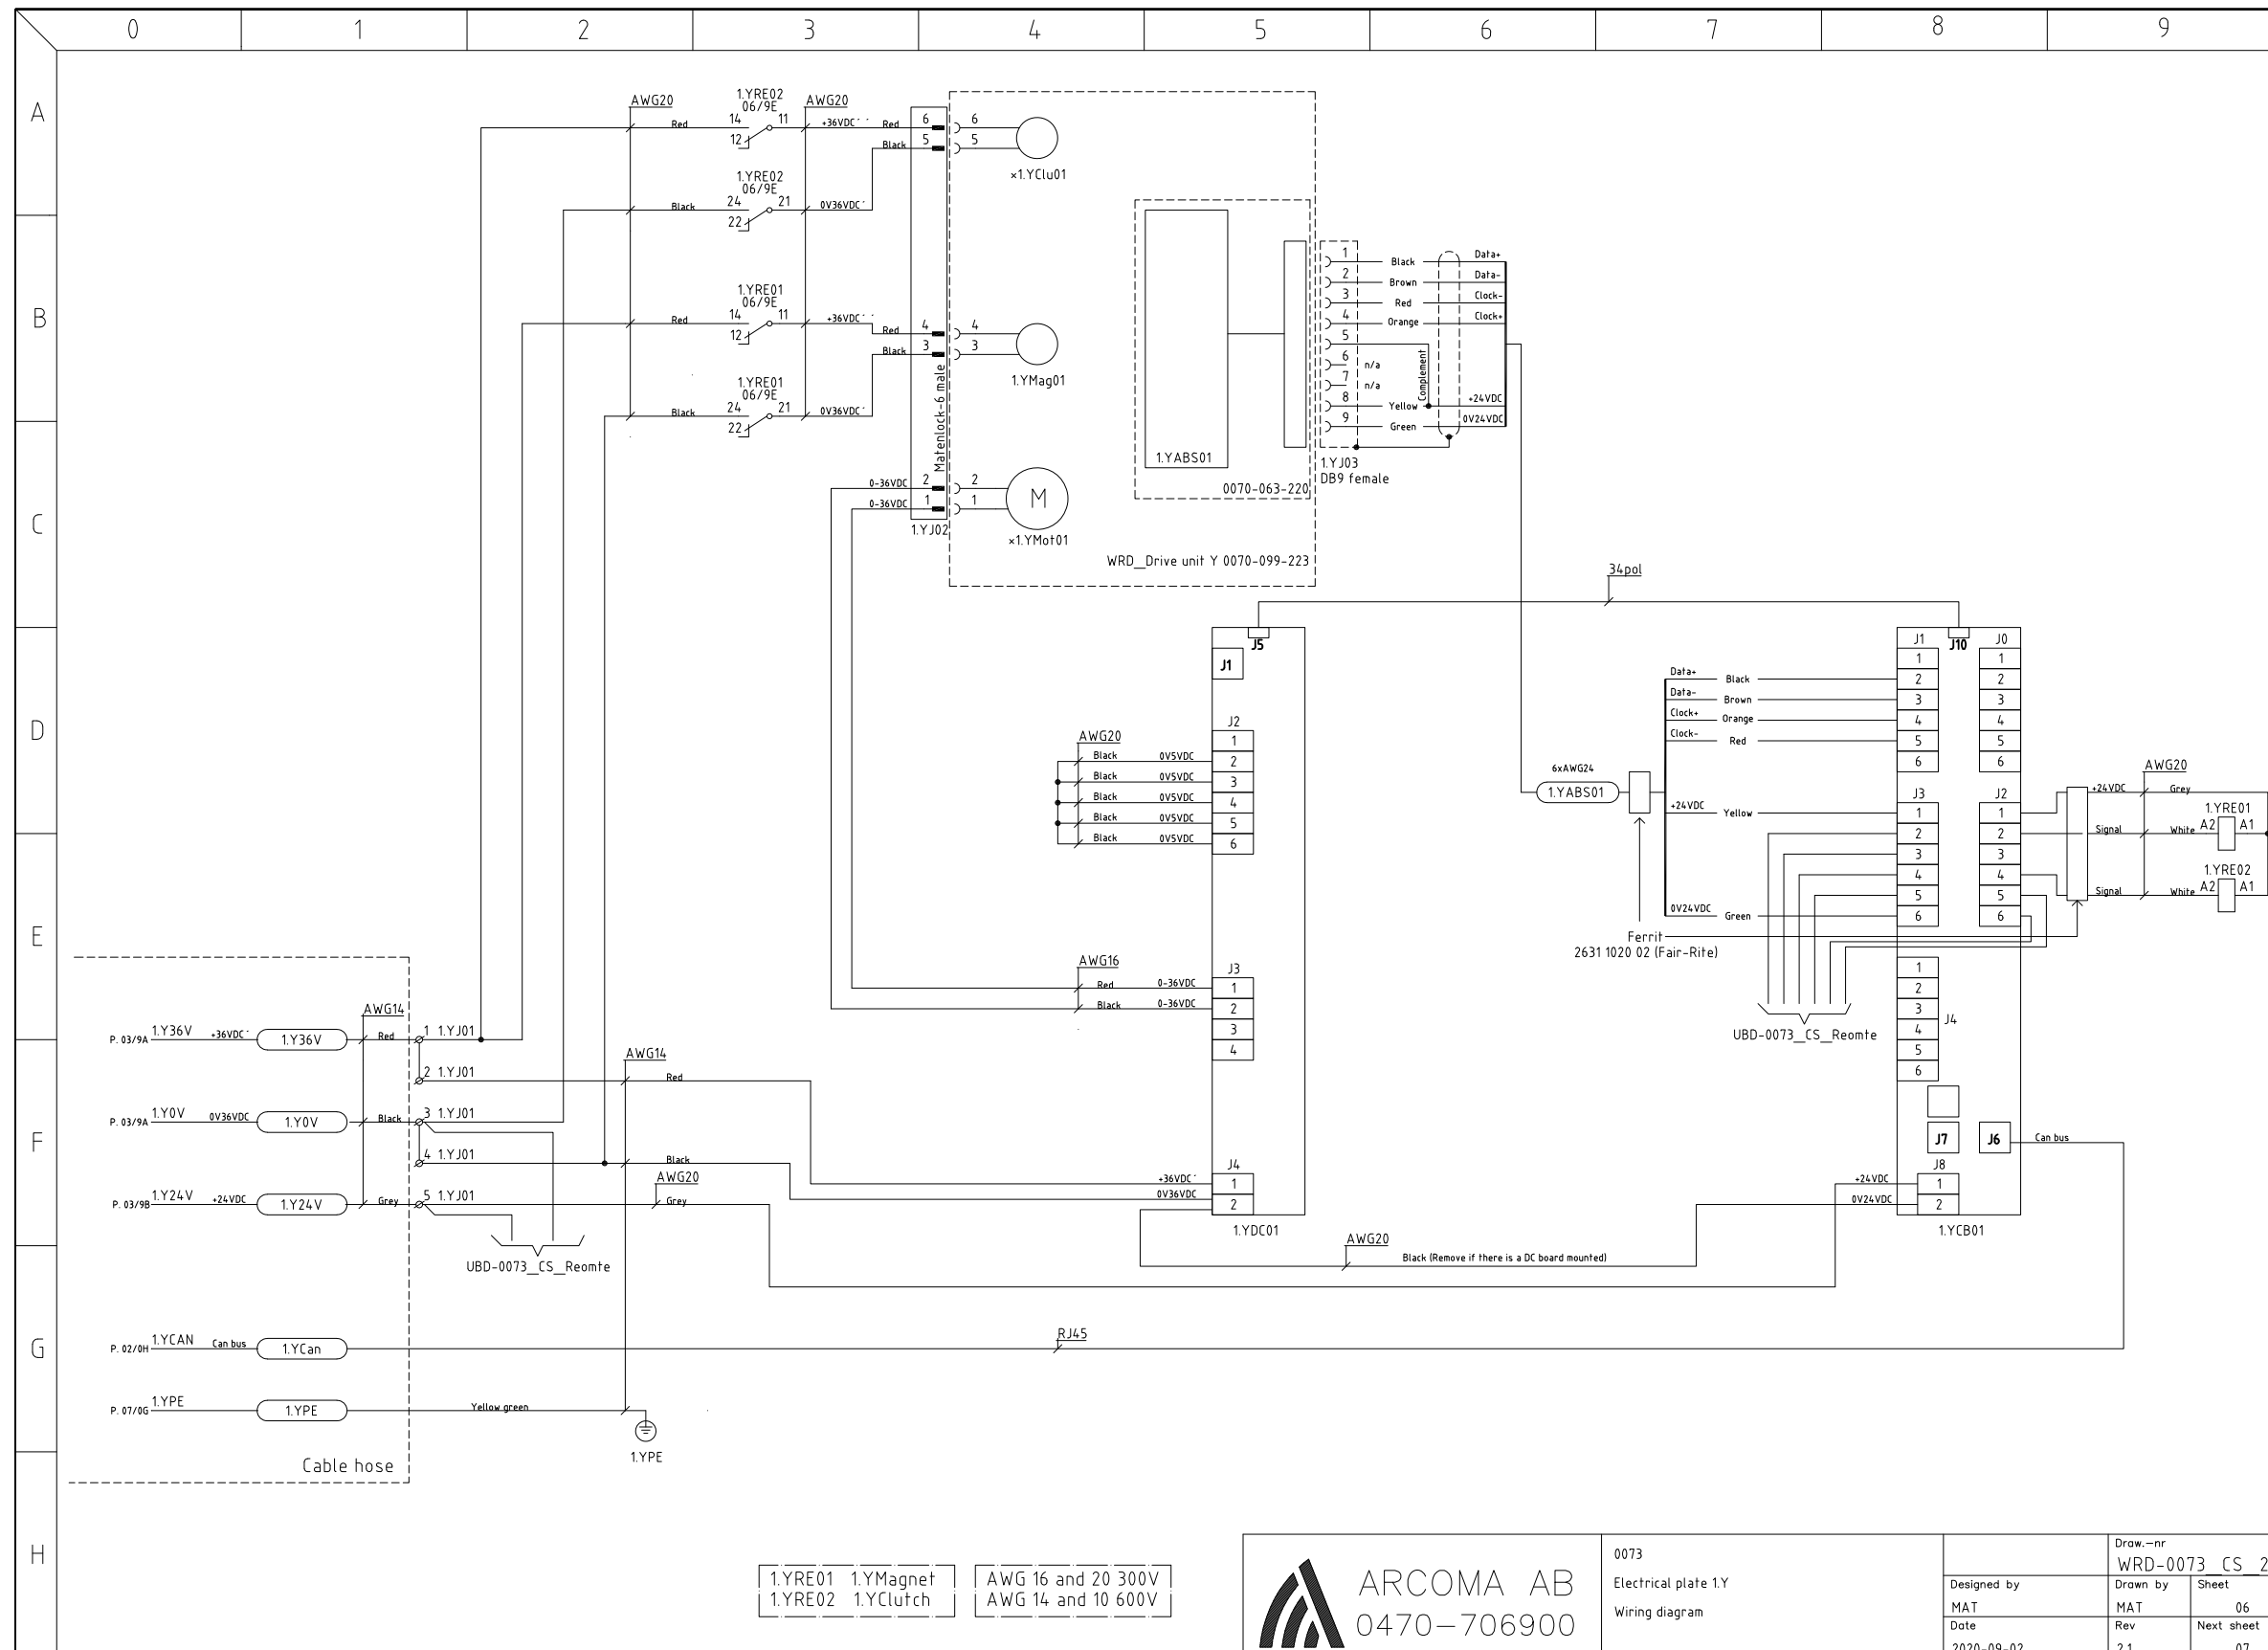 0 1 2 3 4 5 6 7 8 9
A
B
C
D
E
F
G
H
AWG20
1.YRE02
06/9E
AWG20
Red 14 11 +36VDC Red 6 6
12
Black 5 5
×1.YClu01
1.YRE02
06/9E
Black 24 21 0V36VDC
22
1.YRE01
06/9E
Red 14 11 +36VDC Red 4 4
12
Black 3 3
1.YMag01
1.YRE01
06/9E
Black 24 21 0V36VDC
22
Matenlock-6 male
0-36VDC 2 2
0-36VDC 1 1
M
1.YJ02
×1.YMot01
1.YABS01
0070-063-220
WRD_Drive unit Y 0070-099-223
1 Black Data+
2 Brown Data-
3 Red Clock-
4 Orange Clock+
5
6 n/a
7 n/a
Complement
8 Yellow +24VDC
9 Green 0V24VDC
1.YJ03
DB9 female
34pol
J5
J1
J2
AWG20
1
Black 0V5VDC 2
Black 0V5VDC 3
Black 0V5VDC 4
Black 0V5VDC 5
Black 0V5VDC 6
AWG16
J3
Red 0-36VDC 1
Black 0-36VDC 2
3
4
J4
+36VDC 1
0V36VDC 2
1.YDC01
6xAWG24
1.YABS01
Data+ Black
Data- Brown
Clock+ Orange
Clock- Red
+24VDC Yellow
0V24VDC Green
Ferrit
2631 1020 02 (Fair-Rite)
UBD-0073_CS_Reomte
J1 J10 J0
1 1
2 2
3 3
4 4
5 5
6 6
J3 J2
1 1
2 2
3 3
4 4
5 5
6 6
1
2
3
4
5
6
J4
J7 J6 Can bus
J8
+24VDC 1
0V24VDC 2
1.YCB01
AWG20
+24VDC Grey
1.YRE01
Signal White A2 A1
1.YRE02
Signal White A2 A1
AWG14
P. 03/9A 1.Y36V +36VDC 1.Y36V Red 1 1.YJ01
2 1.YJ01
AWG14
Red
P. 03/9A 1.Y0V 0V36VDC 1.Y0V Black 3 1.YJ01
4 1.YJ01 Black
AWG20
P. 03/9B 1.Y24V +24VDC 1.Y24V Grey 5 1.YJ01 Grey
UBD-0073_CS_Reomte
AWG20
Black (Remove if there is a DC board mounted)
P. 02/0H 1.YCAN Can bus 1.YCan
RJ45
P. 07/0G 1.YPE 1.YPE Yellow green
1.YPE
Cable hose
1.YRE01 1.YMagnet
1.YRE02 1.YClutch
AWG 16 and 20 300V
AWG 14 and 10 600V
ARCOMA AB
0470-706900
0073
Electrical plate 1.Y
Wiring diagram
Draw.-nr
WRD-0073_CS_2
Designed by Drawn by Sheet
MAT MAT 06
Date Rev Next sheet
2020-09-02 2.1 07